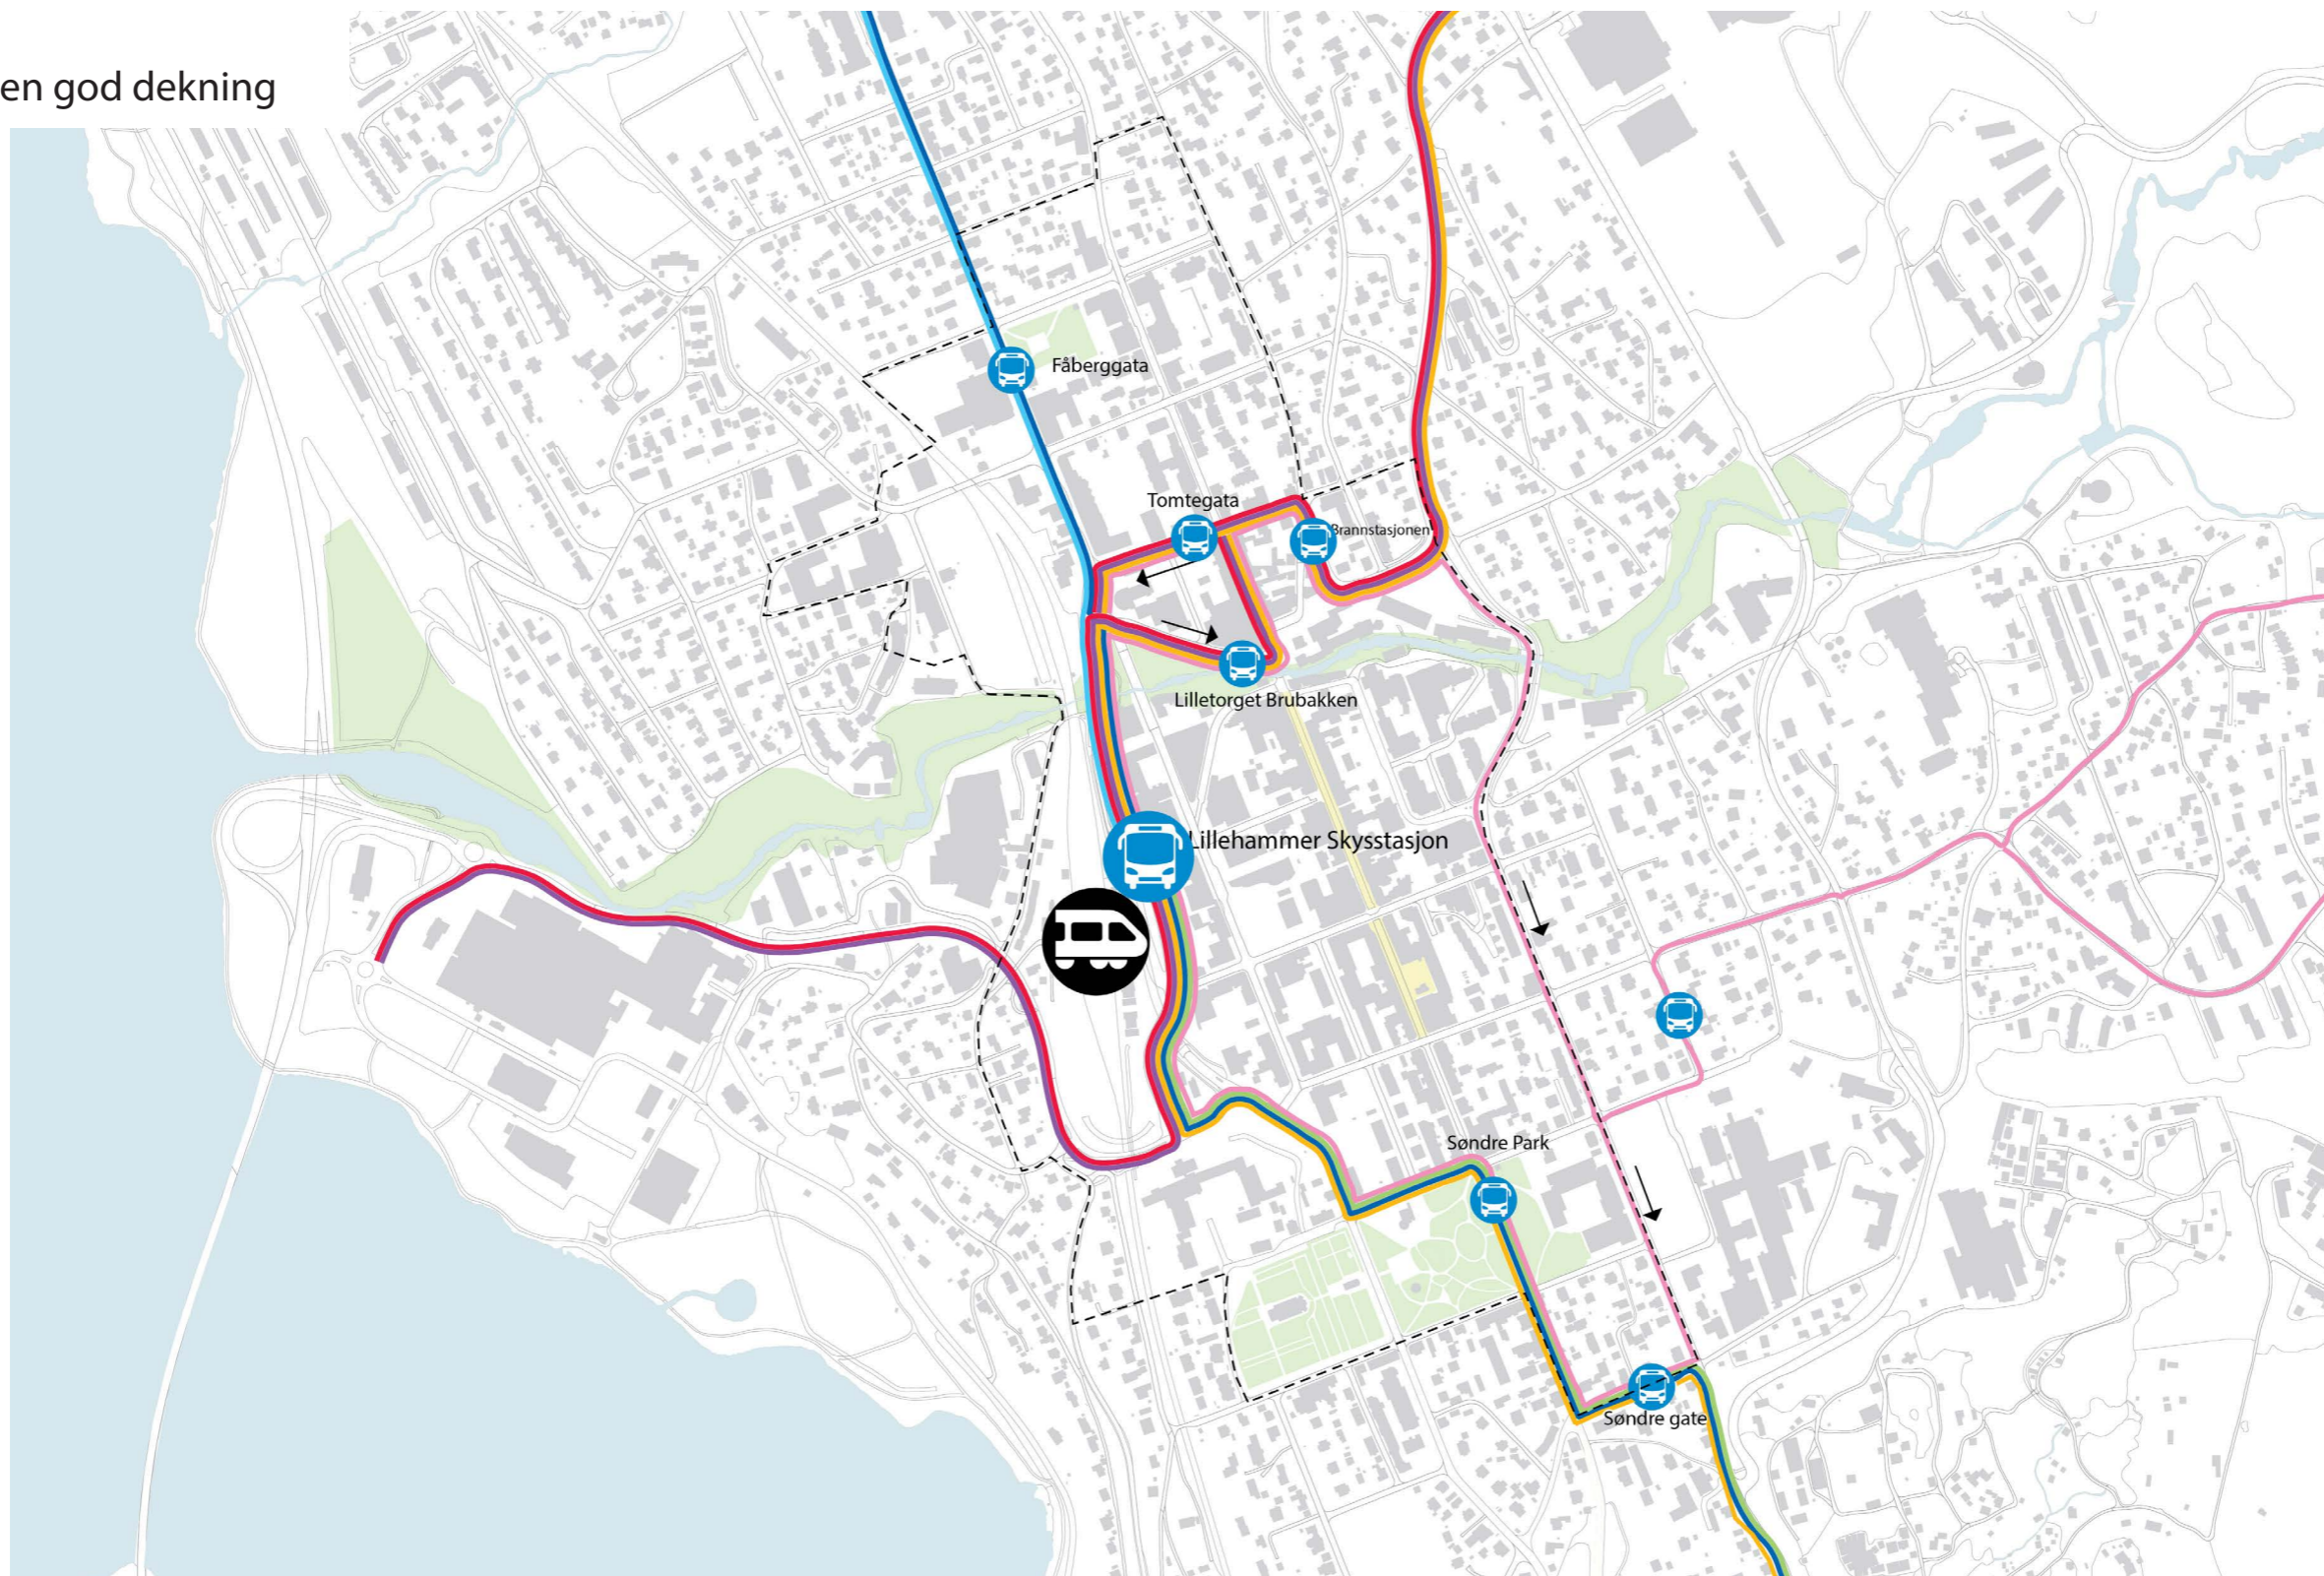 en god dekning
Fåberggata
Tomtegata
Brannstasjonen
Lilletorget Brubakken
Lillehammer Skysstasjon
Søndre Park
Søndre gate